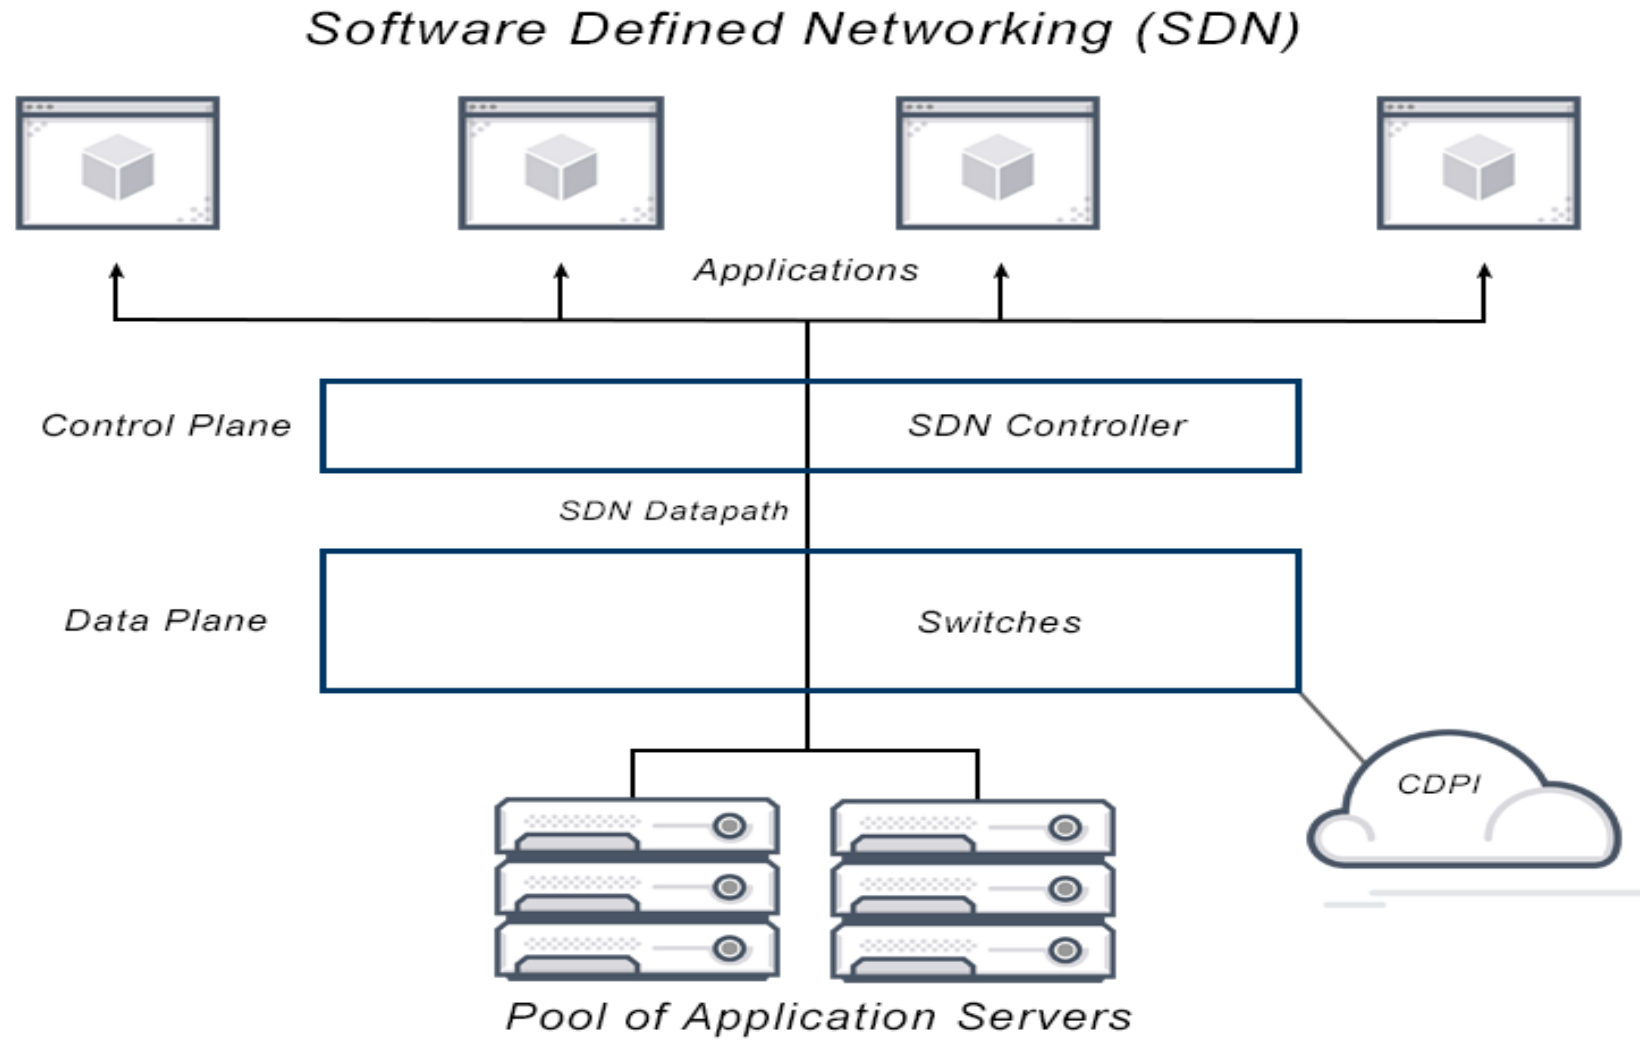 Software Defined Networking (SDN)
Applications
Control Plane
SDN Controller
SDN Datapath
Data Plane
Switches
CDPI
Pool of Application Servers